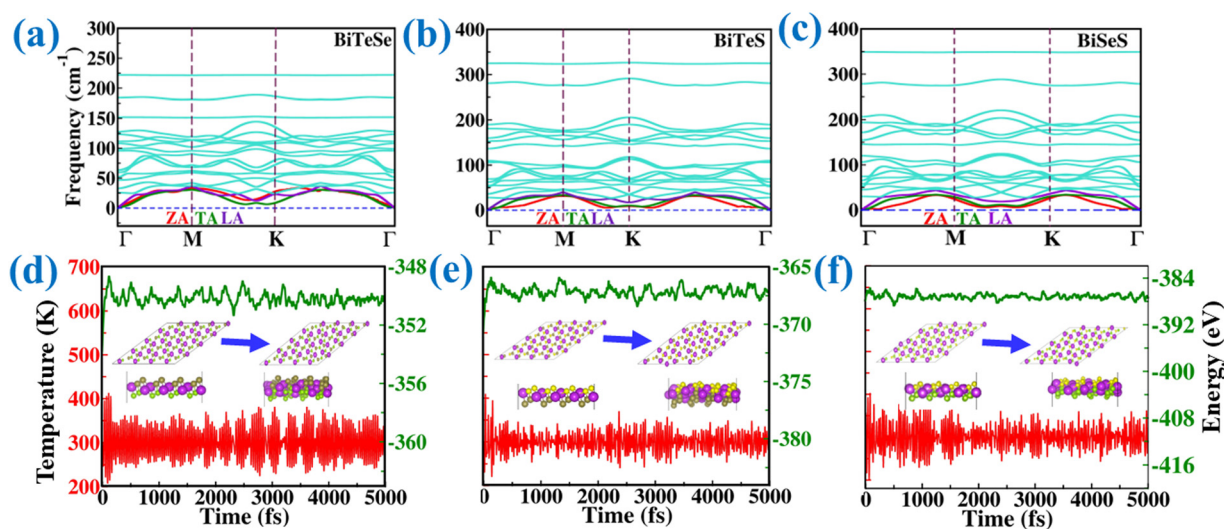 (a) BiTeSe
300
250
200
150
100
50
0
Frequency (cm⁻¹)
ZA TA LA
Γ M K Γ
(b) BiTeS
400
300
200
100
0
ZA TA LA
Γ M K Γ
(c) BiSeS
400
300
200
100
0
ZA TA LA
Γ M K Γ
(d)
700
600
500
400
300
200
Temperature (K)
-348
-352
-356
-360
0 1000 2000 3000 4000 5000
Time (fs)
(e)
-365
-370
-375
-380
0 1000 2000 3000 4000 5000
Time (fs)
(f)
-384
-388
-392
-396
-400
-404
-408
-412
-416
Energy (eV)
0 1000 2000 3000 4000 5000
Time (fs)